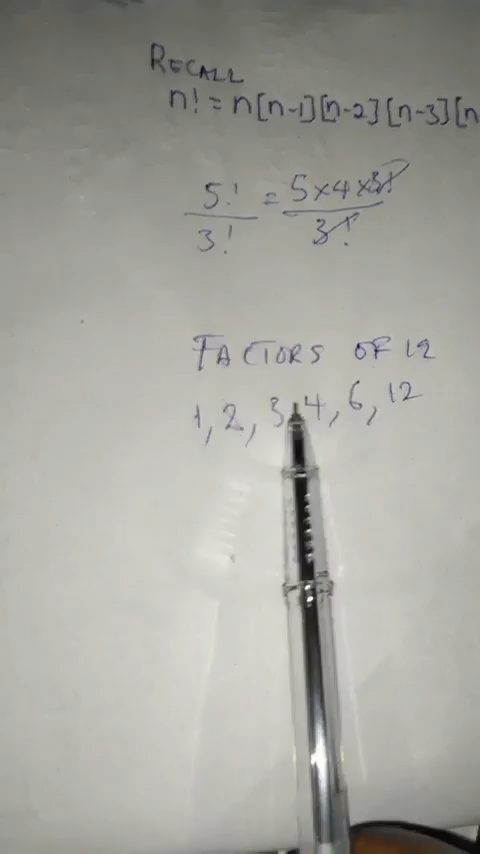 RECALL
n! = n[n-1][n-2][n-3][n
5! = 5×4×3!
3! 3!
FACTORS OF 12
1, 2, 3, 4, 6, 12